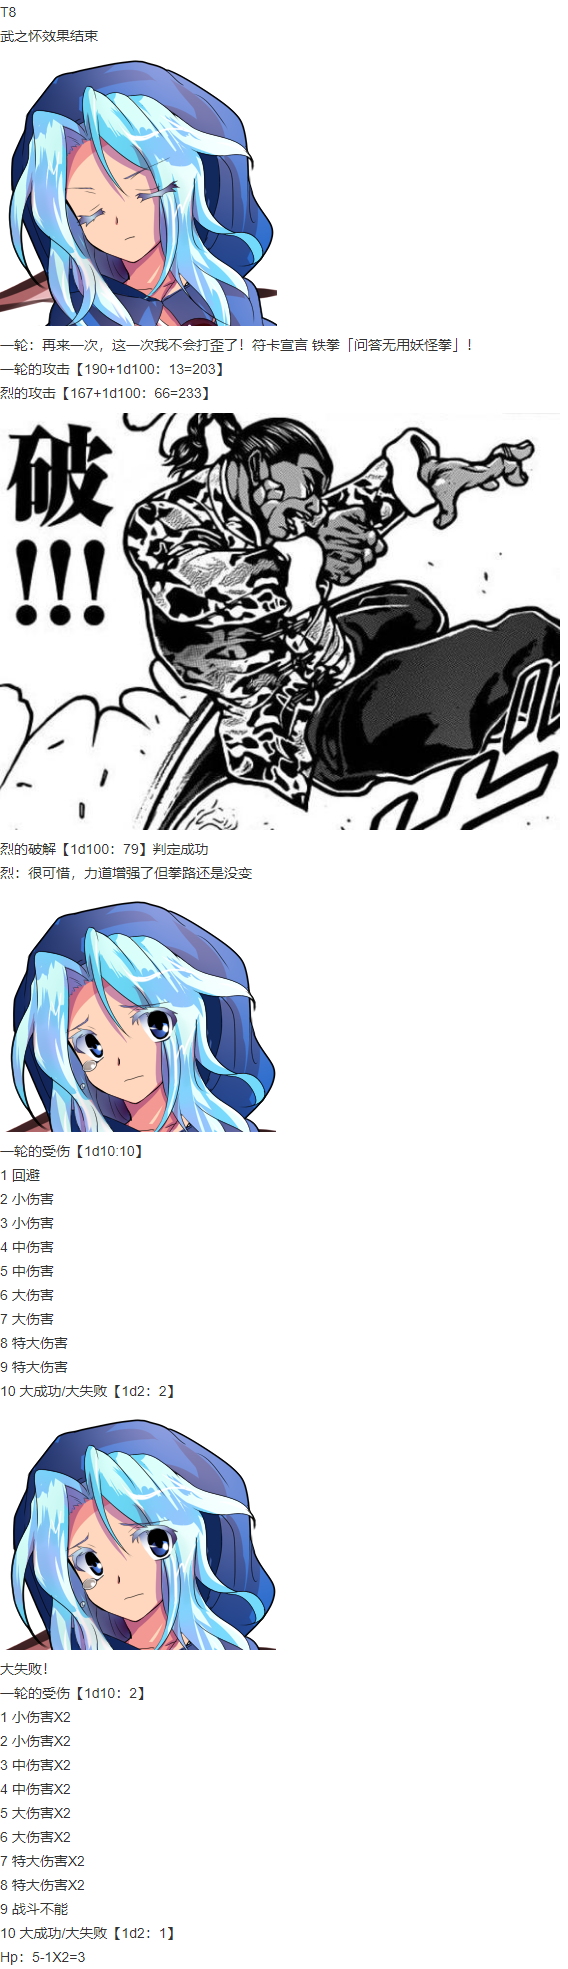 T8
武之怀效果结束
一轮：再来一次，这一次我不会打歪了！符卡宣言 铁拳「问答无用妖怪拳」！
一轮的攻击【190+1d100：13=203】
烈的攻击【167+1d100：66=233】
破
!!!
烈的破解【1d100：79】判定成功
烈：很可惜，力道增强了但拳路还是没变
一轮的受伤【1d10:10】
1 回避
2 小伤害
3 小伤害
4 中伤害
5 中伤害
6 大伤害
7 大伤害
8 特大伤害
9 特大伤害
10 大成功/大失败【1d2：2】
大失败！
一轮的受伤【1d10：2】
1 小伤害X2
2 小伤害X2
3 中伤害X2
4 中伤害X2
5 大伤害X2
6 大伤害X2
7 特大伤害X2
8 特大伤害X2
9 战斗不能
10 大成功/大失败【1d2：1】
Hp：5-1X2=3